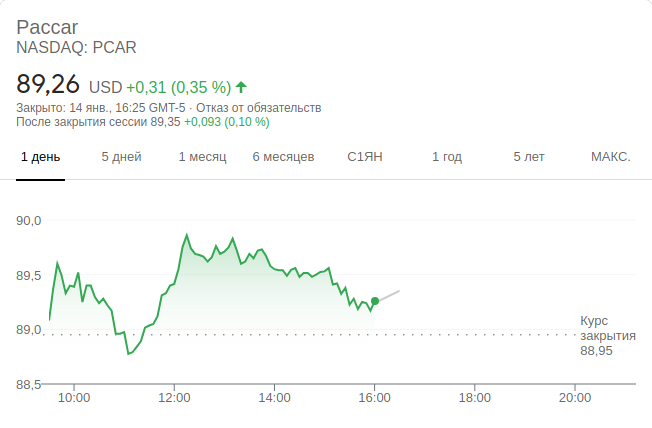 Paccar
NASDAQ: PCAR
89,26 USD +0,31 (0,35 %)
Закрыто: 14 янв., 16:25 GMT-5 · Отказ от обязательств
После закрытия сессии 89,35 +0,093 (0,10 %)
1 день 5 дней 1 месяц 6 месяцев С1ЯН 1 год 5 лет МАКС.
90,0
89,5
89,0
88,5
Курс
закрытия
88,95
10:00 12:00 14:00 16:00 18:00 20:00